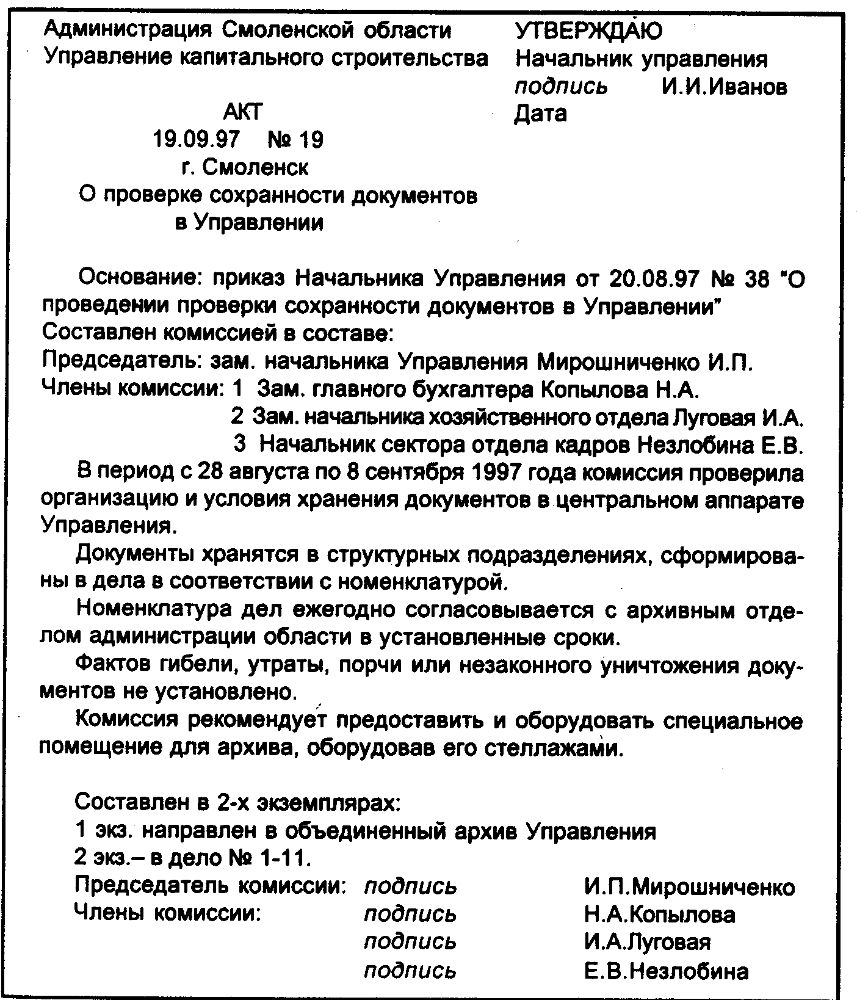 Администрация Смоленской области
Управление капитального строительства
УТВЕРЖДАЮ
Начальник управления
подпись И.И.Иванов
Дата
АКТ
19.09.97 № 19
г. Смоленск
О проверке сохранности документов
в Управлении
Основание: приказ Начальника Управления от 20.08.97 № 38 "О
проведении проверки сохранности документов в Управлении"
Составлен комиссией в составе:
Председатель: зам. начальника Управления Мирошниченко И.П.
Члены комиссии: 1 Зам. главного бухгалтера Копылова Н.А.
2 Зам. начальника хозяйственного отдела Луговая И.А.
3 Начальник сектора отдела кадров Незлобина Е.В.
В период с 28 августа по 8 сентября 1997 года комиссия проверила
организацию и условия хранения документов в центральном аппарате
Управления.
Документы хранятся в структурных подразделениях, сформирова-
ны в дела в соответствии с номенклатурой.
Номенклатура дел ежегодно согласовывается с архивным отде-
лом администрации области в установленные сроки.
Фактов гибели, утраты, порчи или незаконного уничтожения доку-
ментов не установлено.
Комиссия рекомендует предоставить и оборудовать специальное
помещение для архива, оборудовав его стеллажами.
Составлен в 2-х экземплярах:
1 экз. направлен в объединенный архив Управления
2 экз.– в дело № 1-11.
Председатель комиссии: подпись И.П.Мирошниченко
Члены комиссии: подпись Н.А.Копылова
подпись И.А.Луговая
подпись Е.В.Незлобина